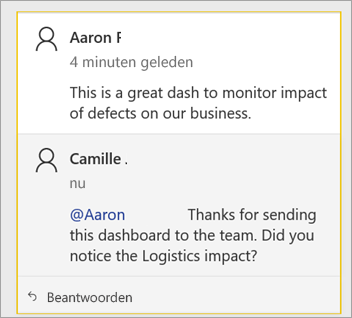 Aaron F
4 minuten geleden
This is a great dash to monitor impact
of defects on our business.
Camille .
nu
@Aaron Thanks for sending
this dashboard to the team. Did you
notice the Logistics impact?
Beantwoorden